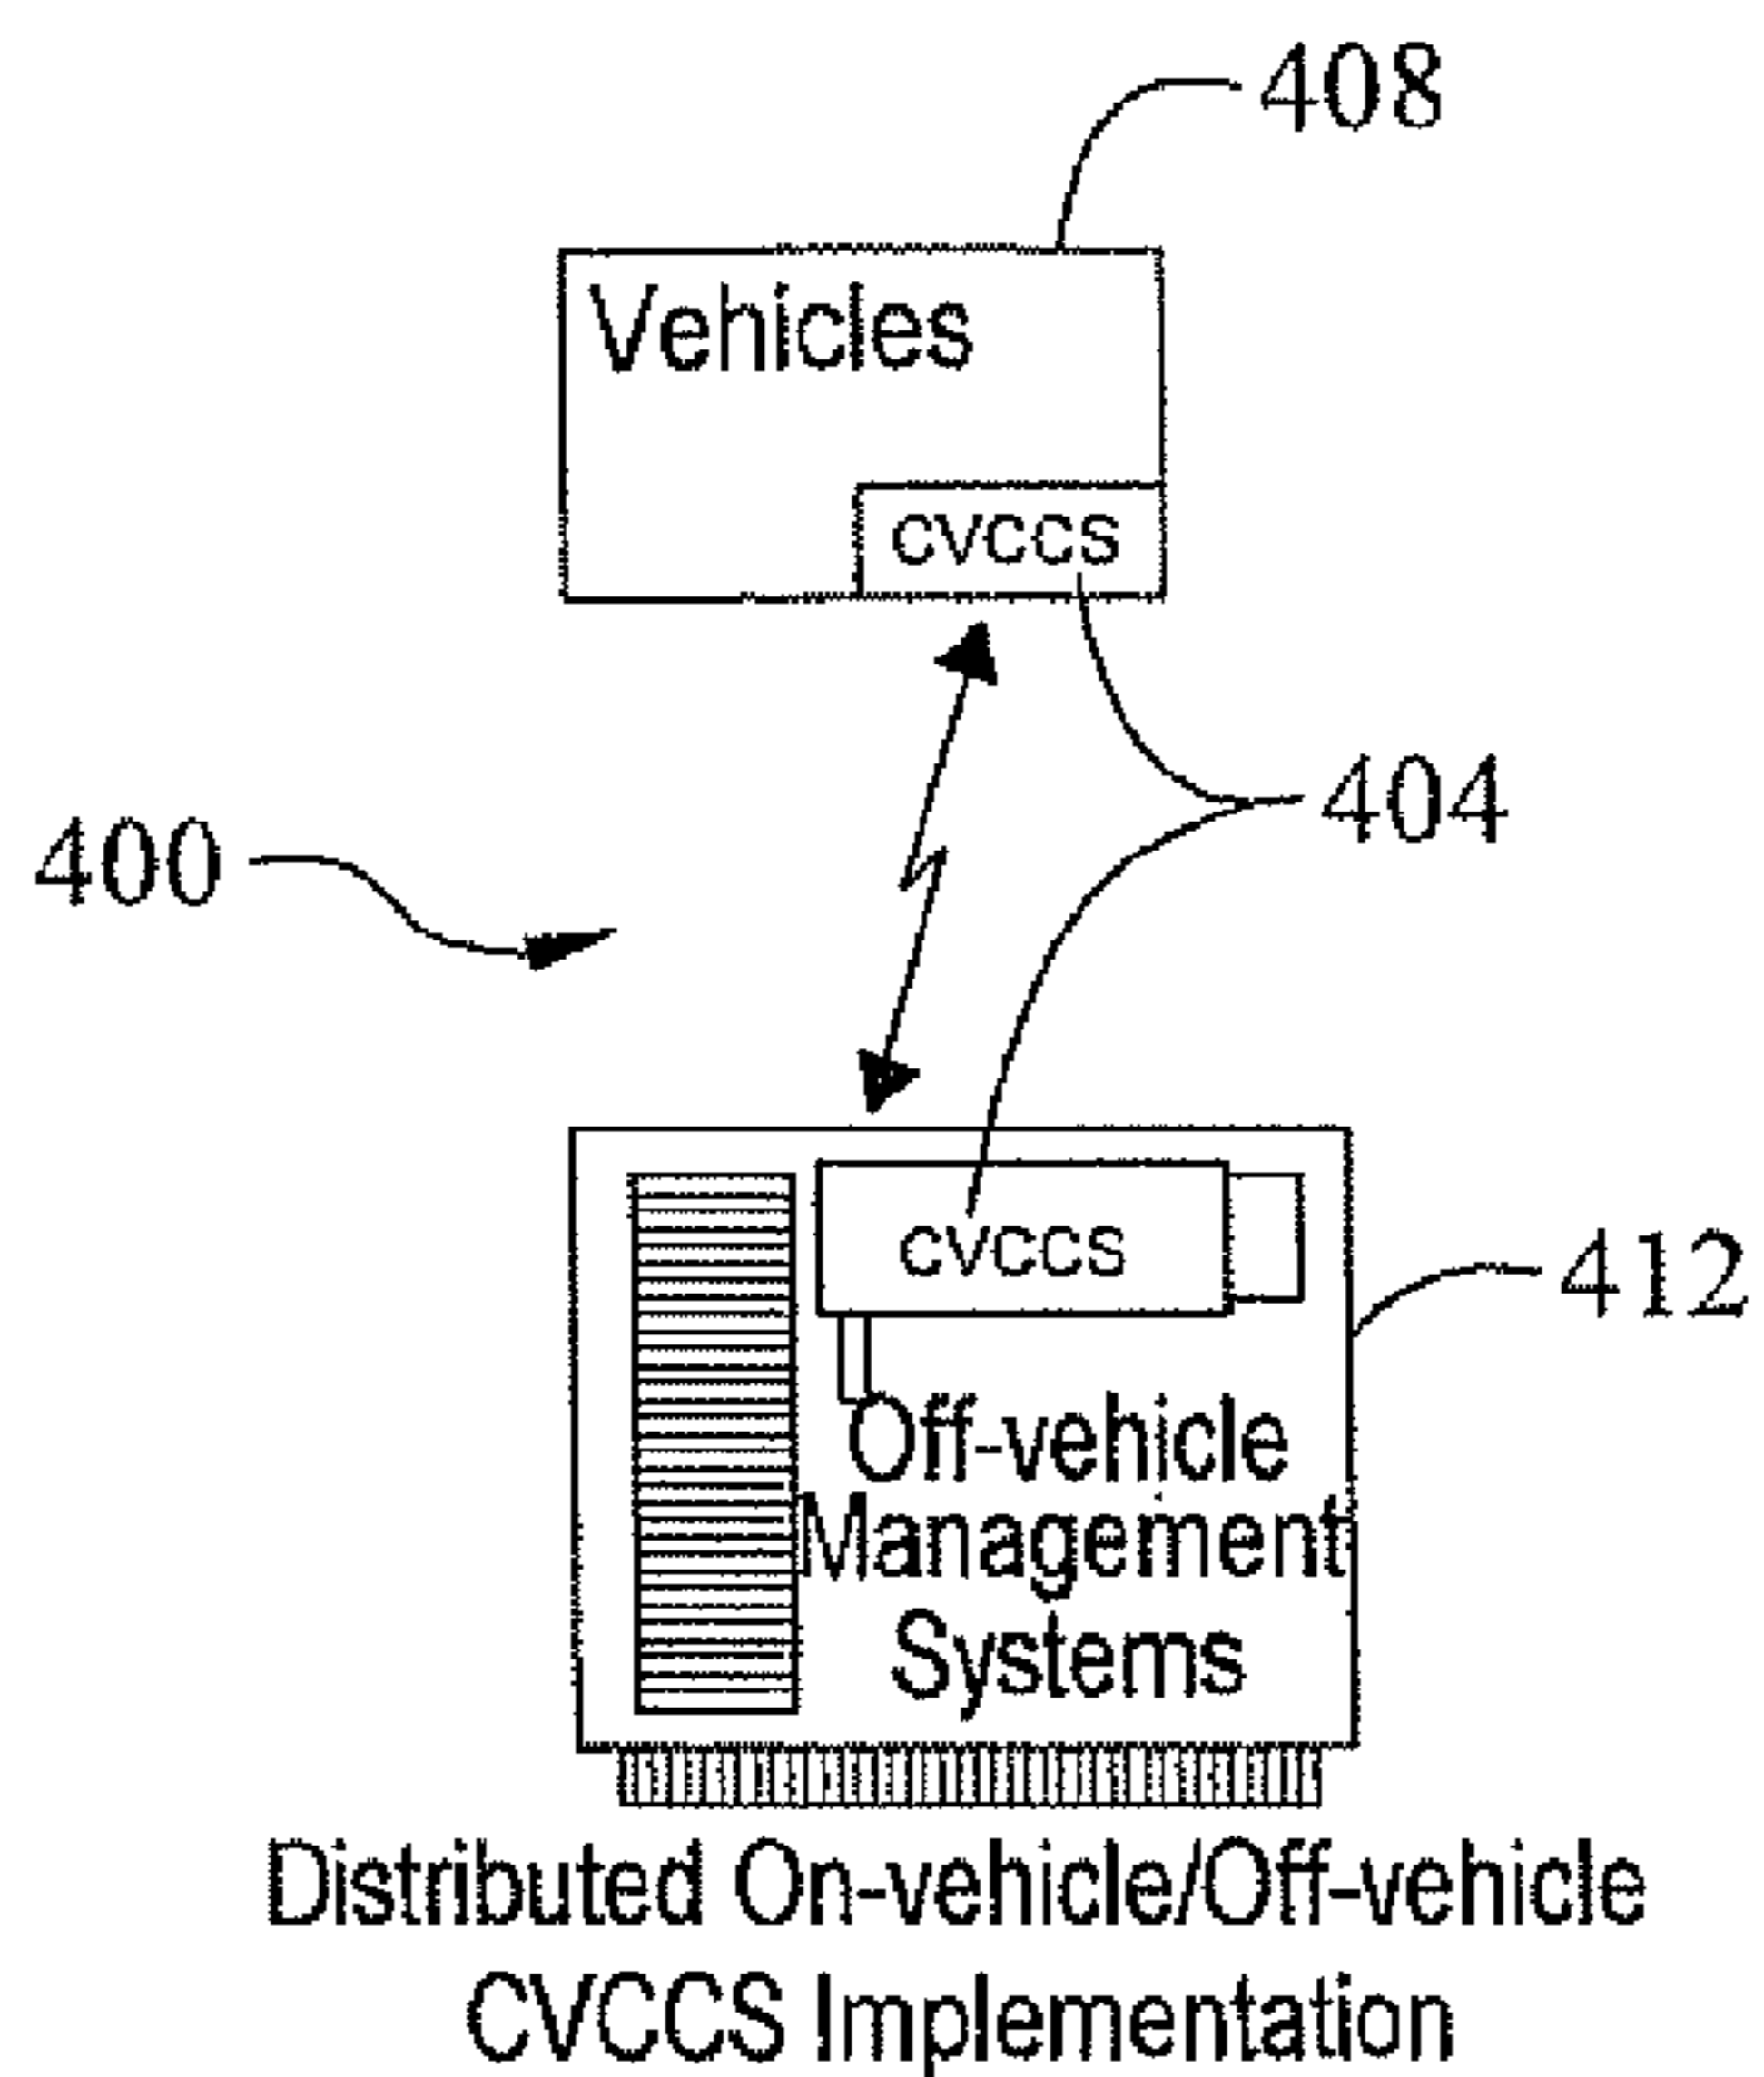 408
Vehicles
CVCCS
404
400
CVCCS
412
Off-vehicle
Management
Systems
Distributed On-vehicle/Off-vehicle
CVCCS Implementation